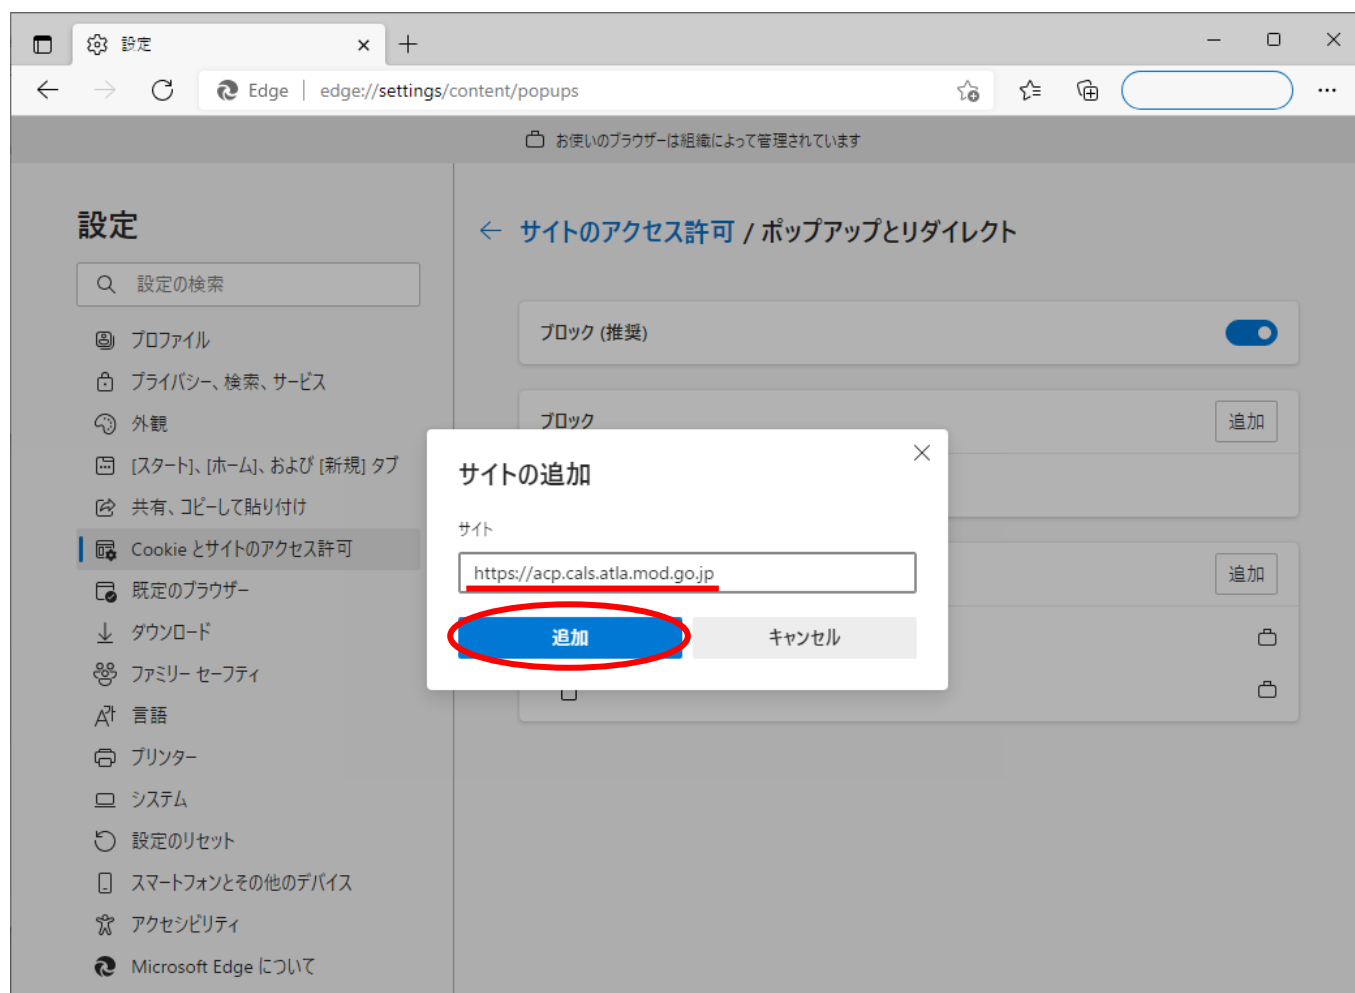 設定
Edge
edge://settings/content/popups
お使いのブラウザーは組織によって管理されています
設定
設定の検索
プロファイル
プライバシー、検索、サービス
外観
[スタート]、[ホーム]、および [新規] タブ
共有、コピーして貼り付け
Cookie とサイトのアクセス許可
既定のブラウザー
ダウンロード
ファミリー セーフティ
言語
プリンター
システム
設定のリセット
スマートフォンとその他のデバイス
アクセシビリティ
Microsoft Edge について
サイトのアクセス許可 / ポップアップとリダイレクト
ブロック (推奨)
ブロック
追加
サイトの追加
サイト
https://acp.cals.atla.mod.go.jp
追加
キャンセル
追加